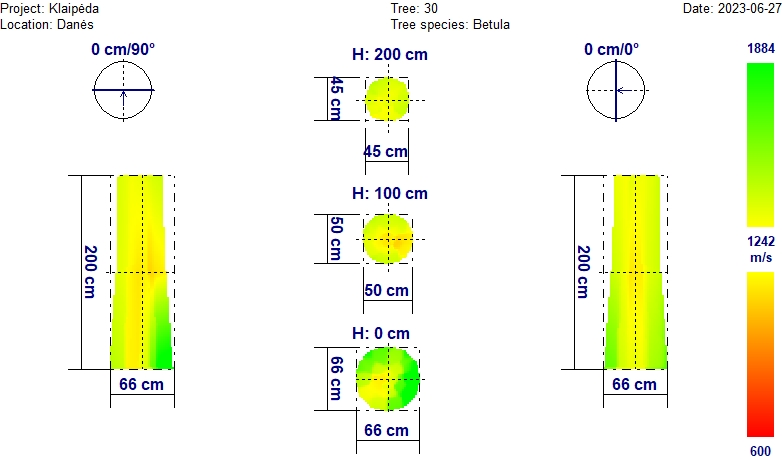 Project: Klaipėda Tree: 30 Date: 2023-06-27
Location: Danės Tree species: Betula
0 cm/90° H: 200 cm 0 cm/0° 1884
45 cm
45 cm
H: 100 cm
50 cm
200 cm 200 cm 1242
m/s
50 cm
H: 0 cm
66 cm
66 cm 66 cm
66 cm
600